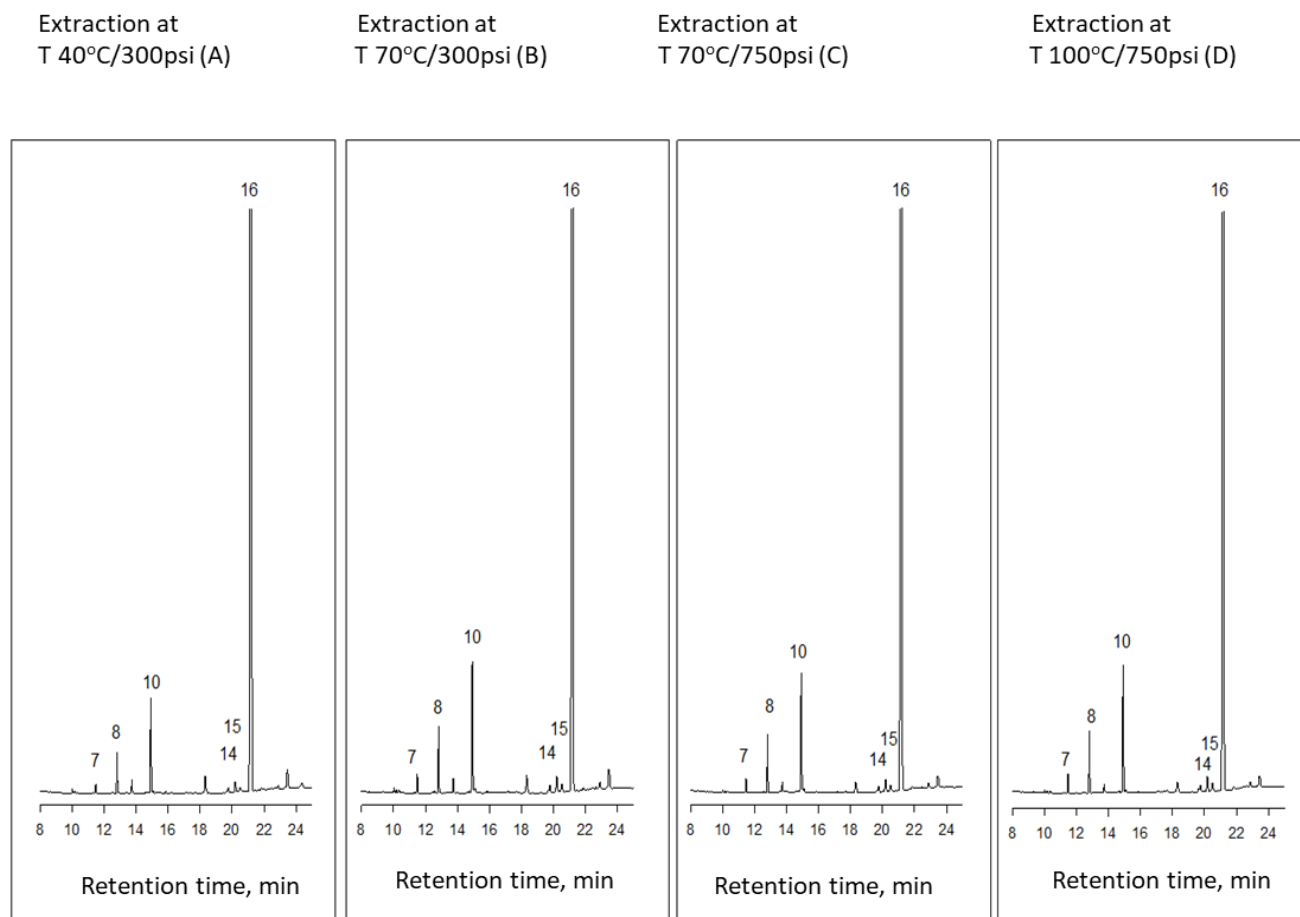 Extraction at
T 40°C/300psi (A)
Extraction at
T 70°C/300psi (B)
Extraction at
T 70°C/750psi (C)
Extraction at
T 100°C/750psi (D)
16
15
14
10
8
7
8 10 12 14 16 18 20 22 24
Retention time, min
16
10
8
15
14
7
8 10 12 14 16 18 20 22 24
Retention time, min
16
10
8
15
14
7
8 10 12 14 16 18 20 22 24
Retention time, min
16
10
8
15
14
7
8 10 12 14 16 18 20 22 24
Retention time, min